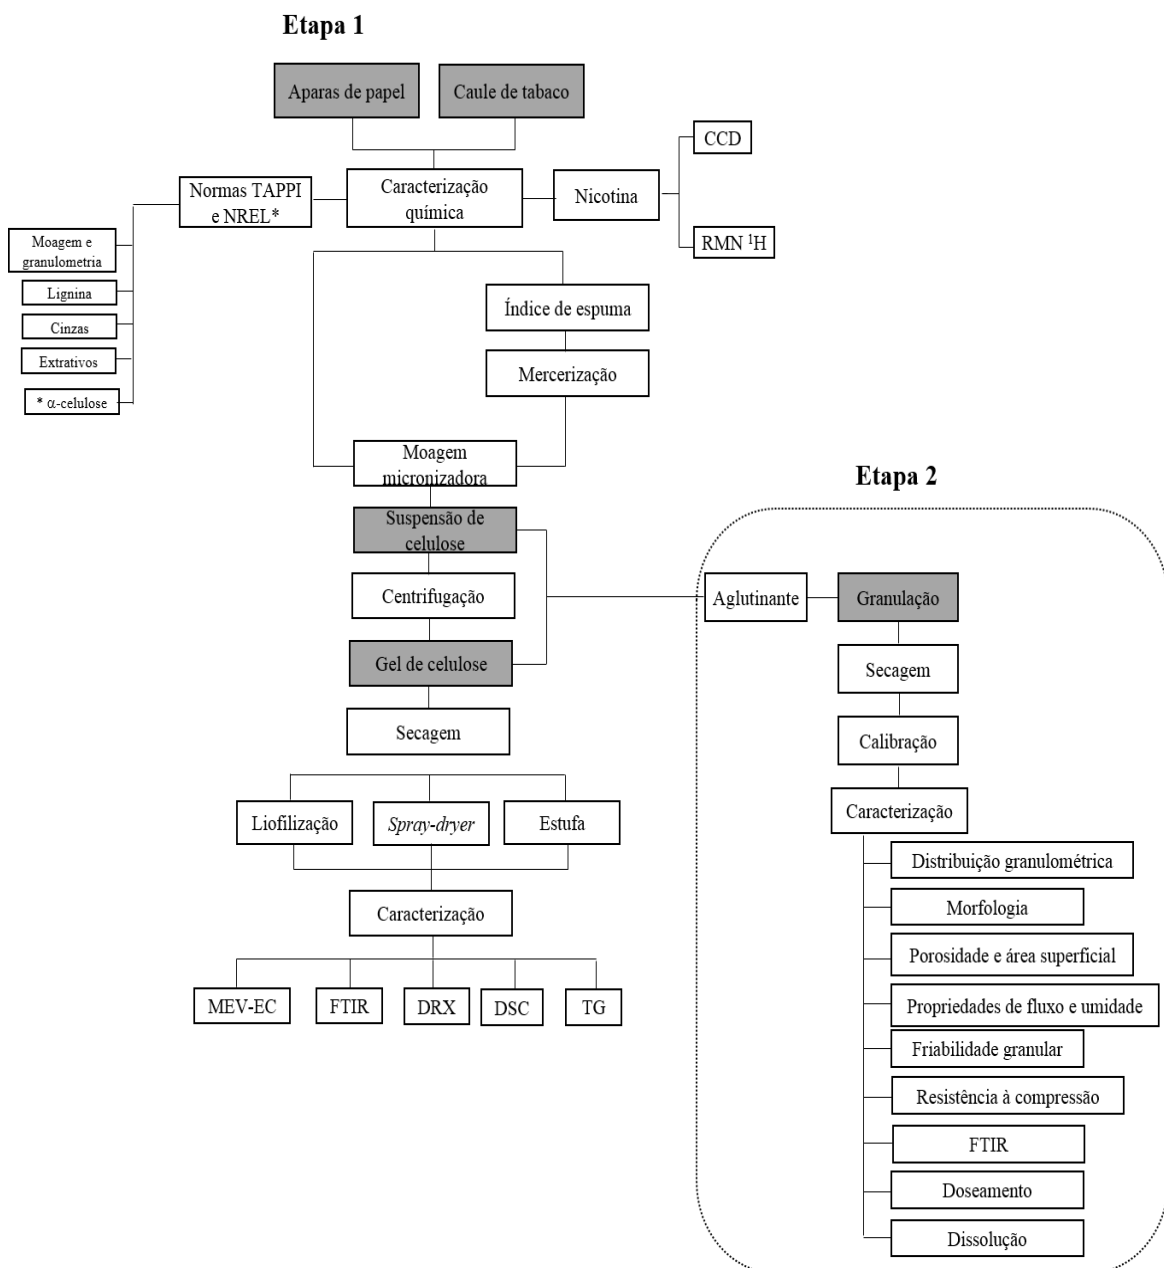 Etapa 1
Aparas de papel
Caule de tabaco
CCD
Normas TAPPI
e NREL*
Caracterização
química
Nicotina
RMN ¹H
Moagem e
granulometria
Lignina
Cinzas
Extrativos
* α-celulose
Índice de espuma
Mercerização
Moagem
micronizadora
Suspensão de
celulose
Centrifugação
Gel de celulose
Secagem
Liofilização
Spray-dryer
Estufa
Caracterização
MEV-EC
FTIR
DRX
DSC
TG
Etapa 2
Aglutinante
Granulação
Secagem
Calibração
Caracterização
Distribuição granulométrica
Morfologia
Porosidade e área superficial
Propriedades de fluxo e umidade
Friabilidade granular
Resistência à compressão
FTIR
Doseamento
Dissolução